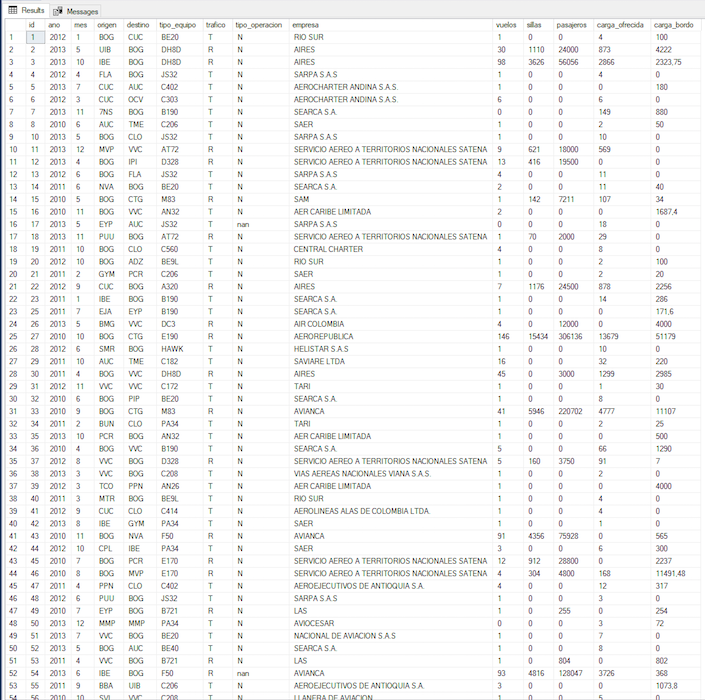 Results Messages
id ano mes origen destino tipo_equipo trafico tipo_operacion empresa vuelos sillas pasajeros carga_ofrecida carga_bordo
1 1 2012 1 BOG CUC BE20 T N RIO SUR 1 0 0 4 100
2 2 2013 5 UIB BOG DH8D R N AIRES 30 1110 24000 873 4222
3 3 2013 10 IBE BOG DH8D R N AIRES 98 3626 56056 2866 2323,75
4 4 2012 4 FLA BOG JS32 T N SARPA S.A.S 1 0 0 4 0
5 5 2013 7 CUC AUC C402 T N AEROCHARTER ANDINA S.A.S. 1 0 0 0 180
6 6 2012 3 CUC OCV C303 T N AEROCHARTER ANDINA S.A.S. 6 0 0 6 0
7 7 2013 11 7NS BOG B190 T N SEARCA S.A. 0 0 0 149 880
8 8 2010 6 AUC TME C206 T N SAER 1 0 0 2 50
9 10 2013 5 BOG CLO JS32 T N SARPA S.A.S 1 0 0 10 0
10 11 2013 12 MVP VVC AT72 R N SERVICIO AEREO A TERRITORIOS NACIONALES SATENA 9 621 18000 569 0
11 12 2013 4 BOG IPI D328 R N SERVICIO AEREO A TERRITORIOS NACIONALES SATENA 13 416 19500 0 0
12 13 2012 6 BOG FLA JS32 T N SARPA S.A.S 4 0 0 11 0
13 14 2011 6 NVA BOG BE20 T N SEARCA S.A. 2 0 0 11 40
14 15 2010 5 BOG CTG M83 R N SAM 1 142 7211 107 34
15 16 2010 11 BOG VVC AN32 T N AER CARIBE LIMITADA 2 0 0 0 1687,4
16 17 2013 5 EYP AUC JS32 T nan SARPA S.A.S 0 0 0 18 0
17 18 2013 11 PUU BOG AT72 R N SERVICIO AEREO A TERRITORIOS NACIONALES SATENA 1 70 2000 29 0
18 19 2011 10 BOG CLO C560 T N CENTRAL CHARTER 4 0 0 8 0
19 20 2012 10 BOG ADZ BE9L T N RIO SUR 1 0 0 2 100
20 21 2011 2 GYM PCR C206 T N SAER 1 0 0 2 20
21 22 2012 9 CUC BOG A320 R N AIRES 7 1176 24500 878 2256
22 23 2011 1 IBE BOG B190 T N SEARCA S.A. 1 0 0 14 286
23 25 2011 7 EJA EYP B190 T N SEARCA S.A. 1 0 0 0 171,6
24 26 2013 5 BMG VVC DC3 R N AIR COLOMBIA 4 0 12000 0 4000
25 27 2010 10 BOG CTG E190 R N AEROREPUBLICA 146 15434 306136 13679 51179
26 28 2012 6 SMR BOG HAWK T N HELISTAR S.A.S 1 0 0 10 0
27 29 2011 10 AUC TME C182 T N SAVIARE LTDA 16 0 0 32 220
28 30 2011 4 BOG VVC DH8D R N AIRES 45 0 3000 1299 2985
29 31 2012 11 VVC VVC C172 T N TARI 1 0 0 1 30
30 32 2010 6 BOG PIP BE20 T N SEARCA S.A. 1 0 0 8 0
31 33 2010 9 BOG CTG M83 R N AVIANCA 41 5946 220702 4777 11107
32 34 2011 2 BUN CLO PA34 T N TARI 1 0 0 2 25
33 35 2013 10 PCR BOG AN32 T N AER CARIBE LIMITADA 1 0 0 0 500
34 36 2010 4 BOG VVC B190 T N SEARCA S.A. 5 0 0 66 1290
35 37 2012 8 VVC BOG D328 R N SERVICIO AEREO A TERRITORIOS NACIONALES SATENA 5 160 3750 91 7
36 38 2013 3 VVC BOG C208 T N VIAS AEREAS NACIONALES VIANA S.A.S. 1 0 0 2 0
37 39 2012 3 TCO PPN AN26 T N AER CARIBE LIMITADA 1 0 0 0 4000
38 40 2011 3 MTR BOG BE9L T N RIO SUR 1 0 0 4 0
39 41 2012 9 CUC CLO C414 T N AEROLINEAS ALAS DE COLOMBIA LTDA. 1 0 0 4 0
40 42 2013 8 IBE GYM PA34 T N SAER 1 0 0 1 0
41 43 2010 11 BOG NVA F50 R N AVIANCA 91 4356 75928 0 565
42 44 2012 10 CPL IBE PA34 T N SAER 3 0 0 6 300
43 45 2010 7 BOG PCR E170 R N SERVICIO AEREO A TERRITORIOS NACIONALES SATENA 12 912 28800 0 2237
44 46 2010 8 BOG MVP E170 R N SERVICIO AEREO A TERRITORIOS NACIONALES SATENA 4 304 4800 168 11491,48
45 47 2011 4 PPN CLO C402 T N AEROEJECUTIVOS DE ANTIOQUIA S.A. 4 0 0 12 317
46 48 2012 6 PUU BOG JS32 T N SARPA S.A.S 1 0 0 3 0
47 49 2010 7 EYP BOG B721 R N LAS 1 0 255 0 254
48 50 2013 12 MMP MMP PA34 T N AVIOCESAR 0 0 0 3 72
49 51 2013 7 VVC BOG BE20 T N NACIONAL DE AVIACION S.A.S 1 0 0 7 0
50 52 2013 5 BOG AUC BE40 T N SEARCA S.A. 1 0 0 8 0
51 53 2011 4 VVC BOG B721 R N LAS 1 0 804 0 802
52 54 2013 6 IBE BOG F50 R nan AVIANCA 93 4816 128047 3726 368
53 55 2011 9 BBA UIB C206 T N AEROEJECUTIVOS DE ANTIOQUIA S.A. 3 0 0 0 1073,8
54 56 2010 SVI VVC C208 T N LLANERA DE AVIACION 1 0 0 0 0